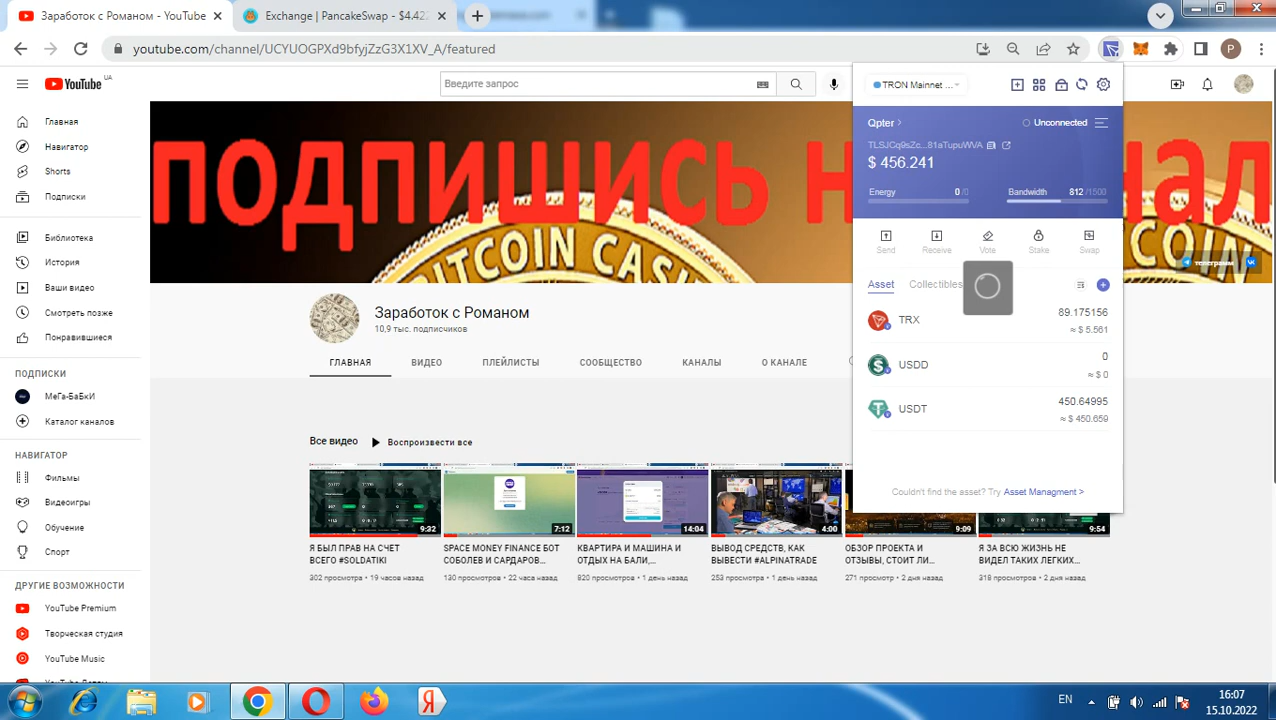 Заработок с Романом - YouTube
Exchange | PancakeSwap - $4.422
youtube.com/channel/UCYUOGPXd9bfyjZzG3X1XV_A/featured
P
YouTube
UA
Введите запрос
Главная
Навигатор
Shorts
Подписки
Библиотека
История
Ваши видео
Смотреть позже
Понравившиеся
ПОДПИСКИ
МеГа-БаБкИ
Каталог каналов
НАВИГАТОР
Фильмы
Видеоигры
Обучение
Спорт
ДРУГИЕ ВОЗМОЖНОСТИ
YouTube Premium
Творческая студия
YouTube Music
ПОДПИШИСЬ Н
нал
BITCOIN CASH
BITCOIN
телеграмм
Заработок с Романом
10,9 тыс. подписчиков
ГЛАВНАЯ
ВИДЕО
ПЛЕЙЛИСТЫ
СООБЩЕСТВО
КАНАЛЫ
О КАНАЛЕ
Все видео
Воспроизвести все
9:32
7:12
14:04
4:00
9:09
9:54
Я БЫЛ ПРАВ НА СЧЕТ
ВСЕГО #SOLDATIKI
302 просмотра • 19 часов назад
SPACE MONEY FINANCE БОТ
СОБОЛЕВ И САРДАРОВ...
130 просмотров • 22 часа назад
КВАРТИРА И МАШИНА И
ОТДЫХ НА БАЛИ,...
820 просмотров • 1 день назад
ВЫВОД СРЕДСТВ, КАК
ВЫВЕСТИ #ALPINATRADE
253 просмотра • 1 день назад
ОБЗОР ПРОЕКТА И
ОТЗЫВЫ, СТОИТ ЛИ...
271 просмотр • 2 дня назад
Я ЗА ВСЮ ЖИЗНЬ НЕ
ВИДЕЛ ТАКИХ ЛЕГКИХ...
318 просмотров • 2 дня назад
TRON Mainnet ...
Qpter
Unconnected
TLSJCq9sZc...81aTupuWVA
$ 456.241
Energy
0 /0
Bandwidth
812 /1500
Send
Receive
Vote
Stake
Swap
Asset
Collectibles
TRX
89.175156
≈ $ 5.561
USDD
0
≈ $ 0
USDT
450.64995
≈ $ 450.659
Couldn't find the asset? Try Asset Managment >
EN
16:07
15.10.2022